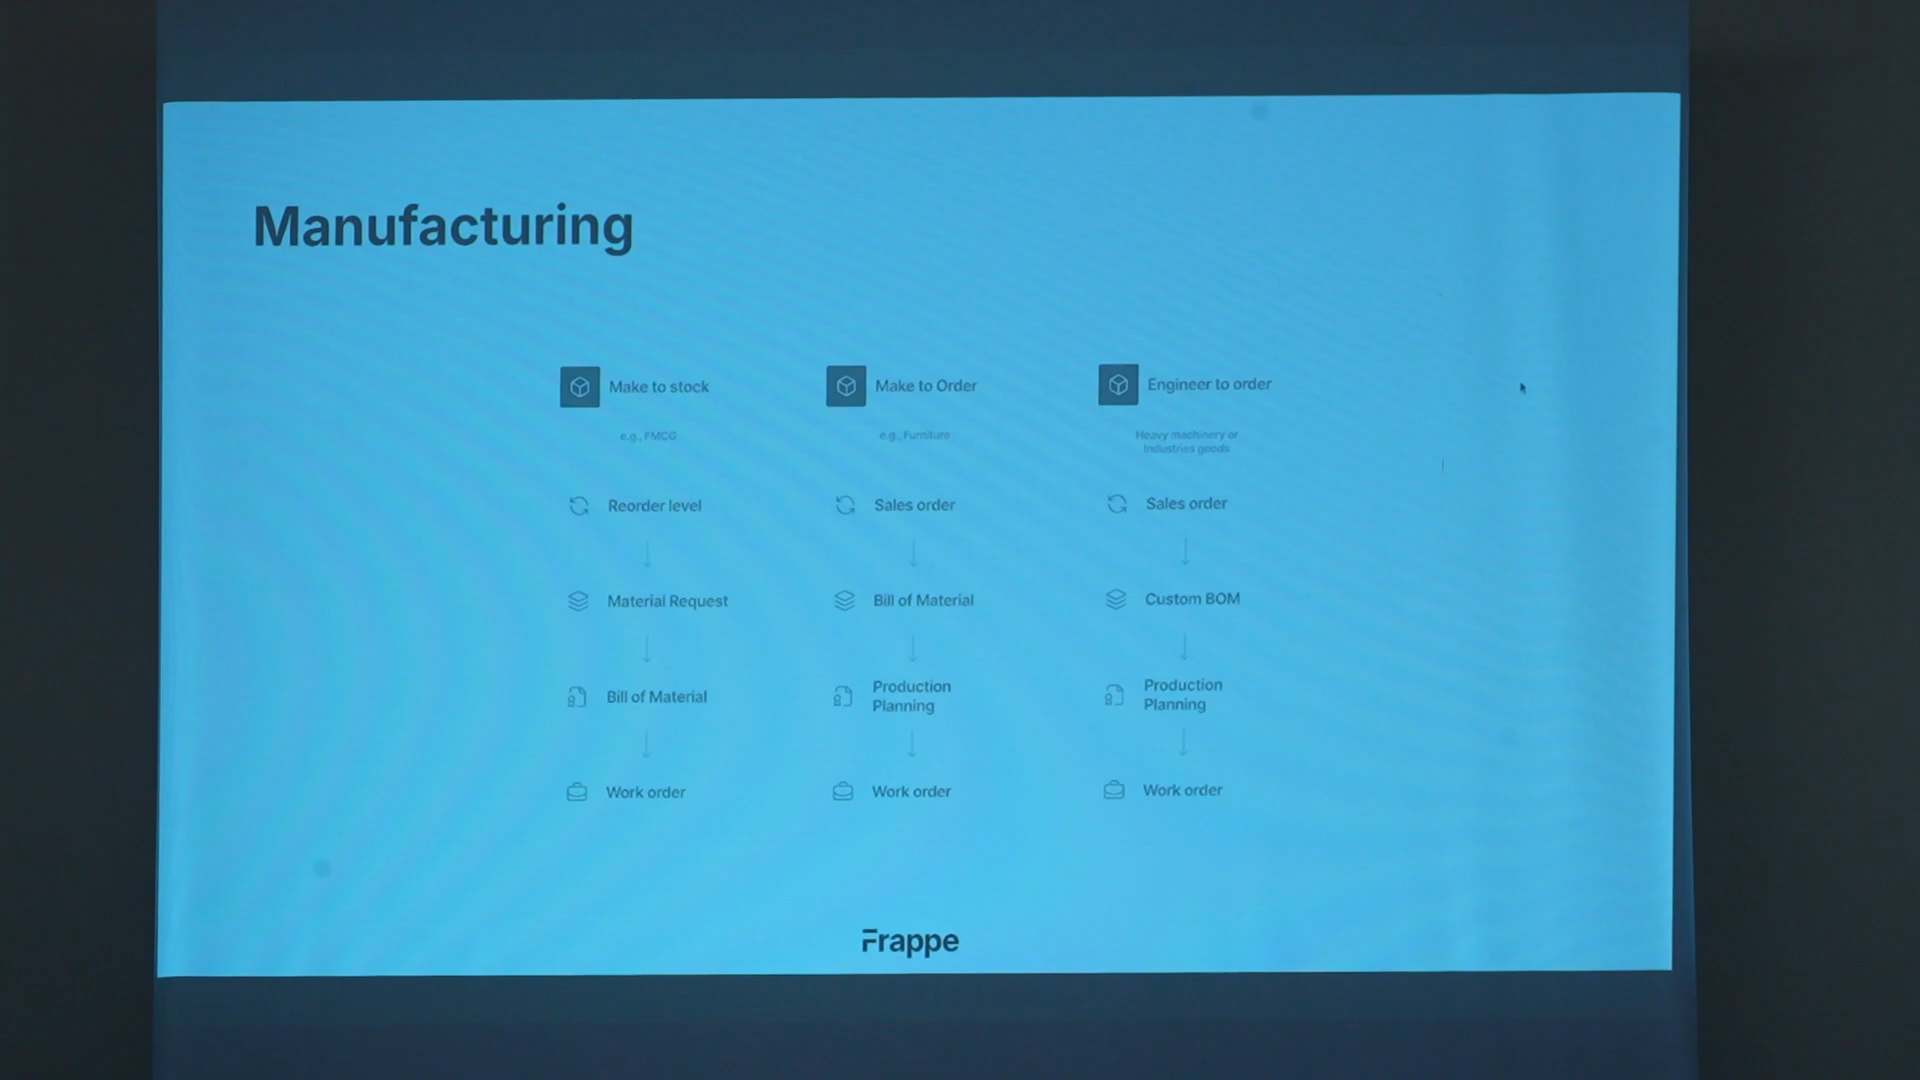 Manufacturing
Make to stock
e.g., FMCG
Reorder level
Material Request
Bill of Material
Work order
Make to Order
e.g., Furniture
Sales order
Bill of Material
Production
Planning
Work order
Engineer to order
Heavy machinery or
Industries goods
Sales order
Custom BOM
Production
Planning
Work order
Frappe